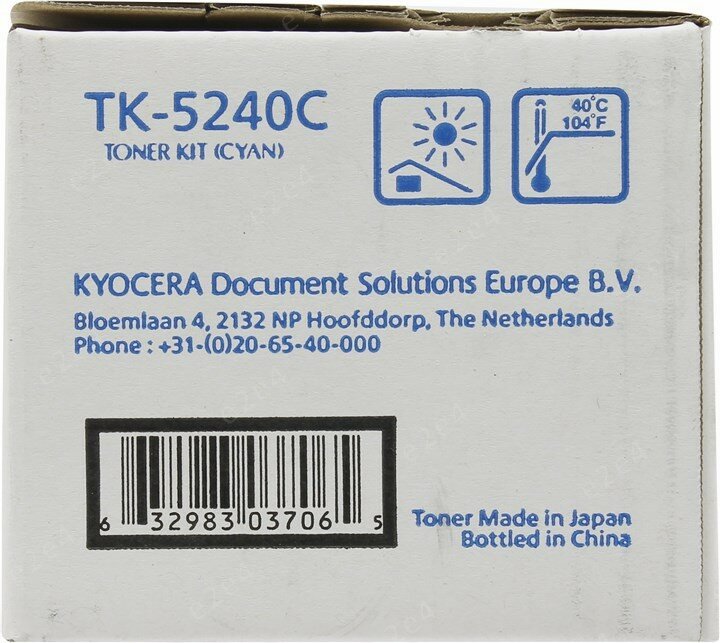 TK-5240C
TONER KIT (CYAN)
40°C
104°F
KYOCERA Document Solutions Europe B.V.
Bloemlaan 4, 2132 NP Hoofddorp, The Netherlands
Phone : +31-(0)20-65-40-000
6 32983 03706 5
Toner Made in Japan
Bottled in China